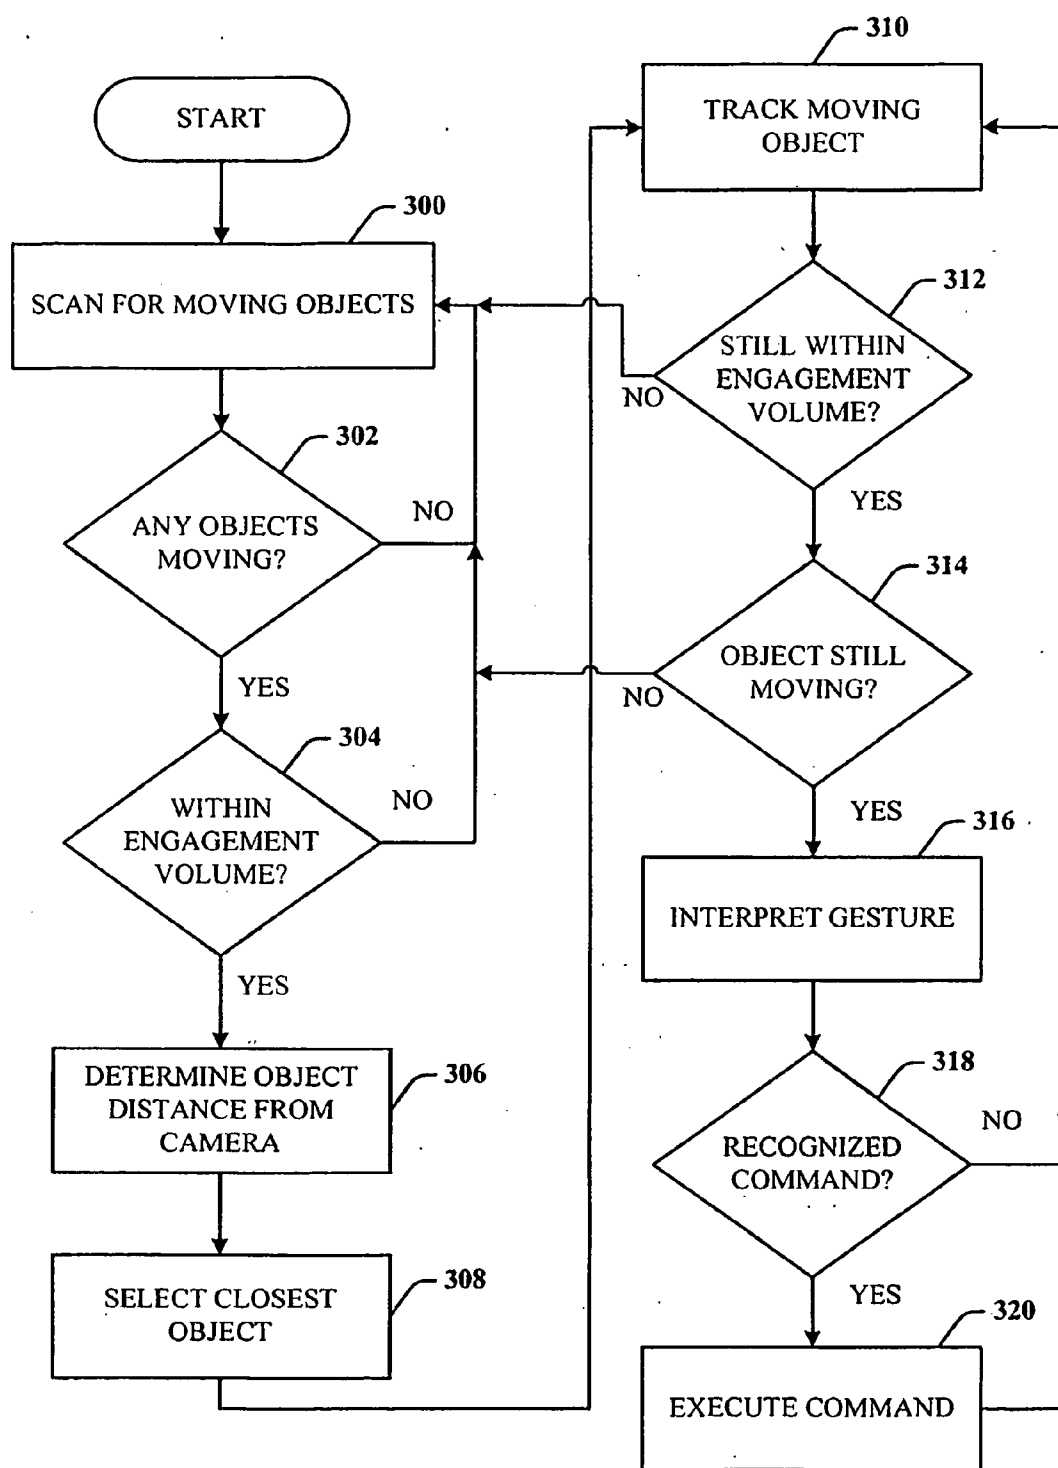 START
300
SCAN FOR MOVING OBJECTS
302
ANY OBJECTS
MOVING?
NO
YES
304
WITHIN
ENGAGEMENT
VOLUME?
NO
YES
306
DETERMINE OBJECT
DISTANCE FROM
CAMERA
308
SELECT CLOSEST
OBJECT
310
TRACK MOVING
OBJECT
312
STILL WITHIN
ENGAGEMENT
VOLUME?
NO
YES
314
OBJECT STILL
MOVING?
NO
YES
316
INTERPRET GESTURE
318
RECOGNIZED
COMMAND?
NO
YES
320
EXECUTE COMMAND